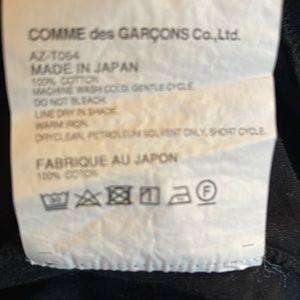 COMME des GARÇONS Co.,Ltd.
AZ-T064
MADE IN JAPAN
100% COTTON
MACHINE WASH COLD, GENTLE CYCLE.
DO NOT BLEACH.
LINE DRY IN SHADE.
WARM IRON.
DRYCLEAN, PETROLEUM SOLVENT ONLY, SHORT CYCLE.
FABRIQUE AU JAPON
100% COTON
F